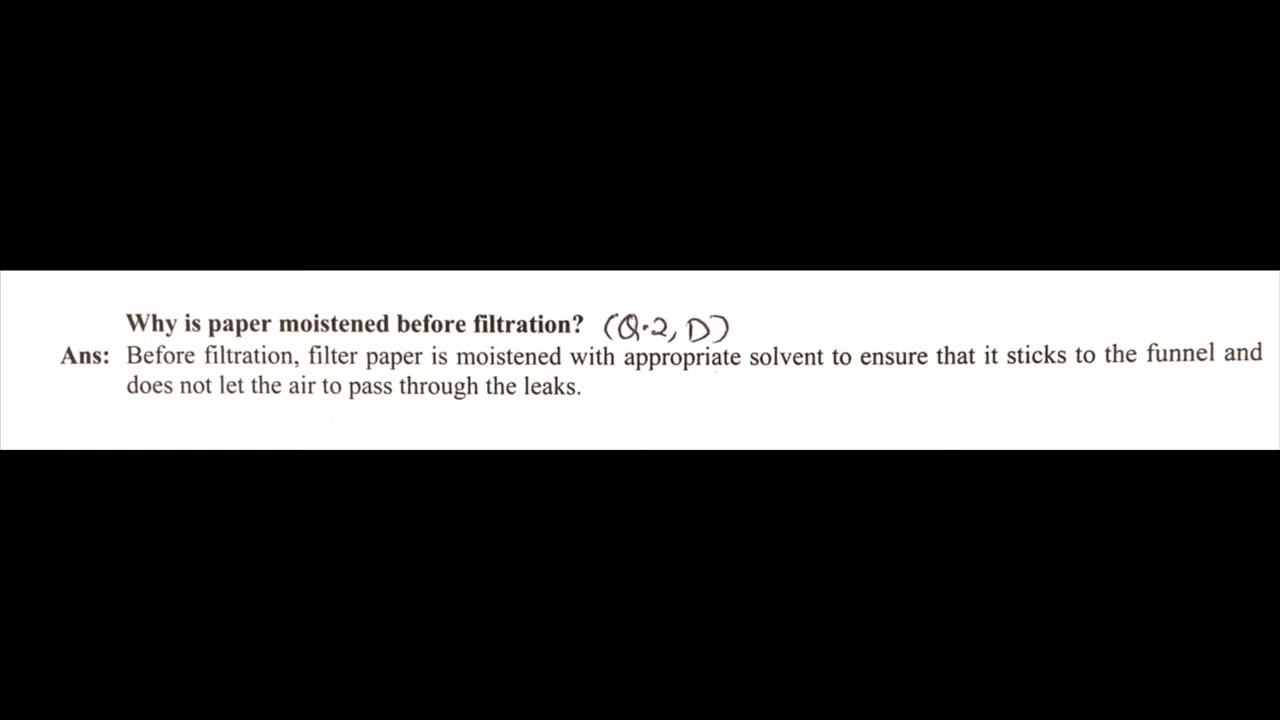 Why is paper moistened before filtration? (Q.2, D)
Ans: Before filtration, filter paper is moistened with appropriate solvent to ensure that it sticks to the funnel and
does not let the air to pass through the leaks.